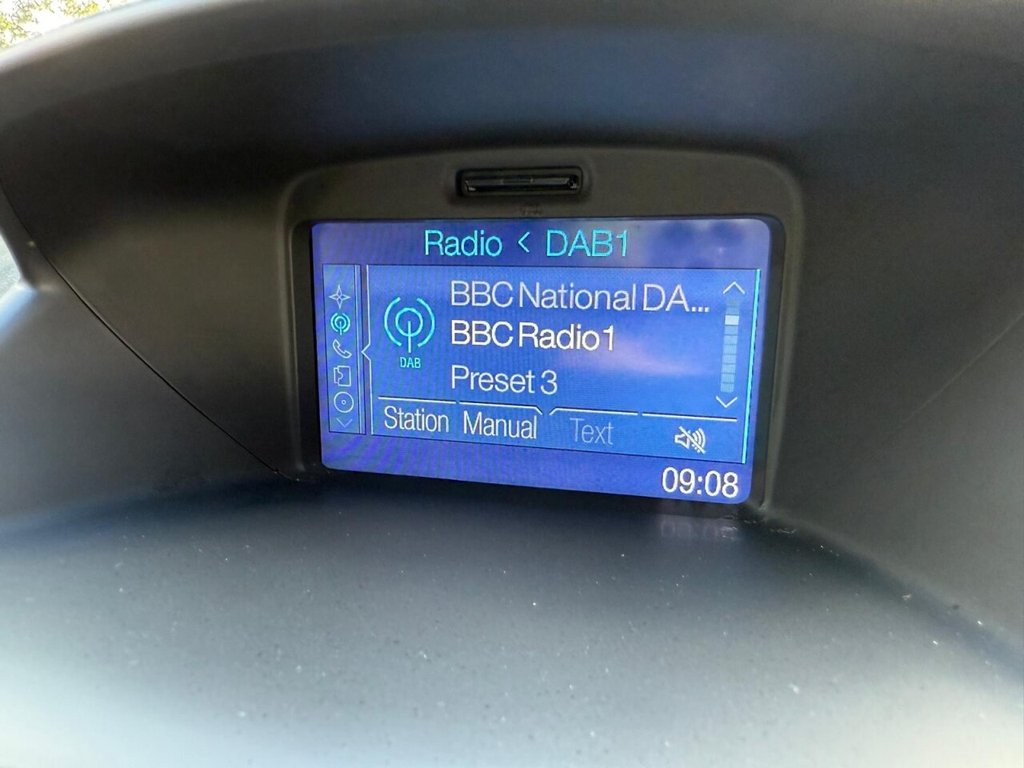 Radio < DAB1
BBC National DA...
BBC Radio1
DAB
Preset 3
Station Manual Text
09:08